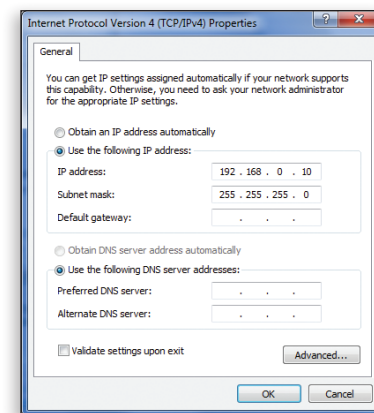 Internet Protocol Version 4 (TCP/IPv4) Properties
General
You can get IP settings assigned automatically if your network supports
this capability. Otherwise, you need to ask your network administrator
for the appropriate IP settings.
Obtain an IP address automatically
Use the following IP address:
IP address: 192 . 168 . 0 . 10
Subnet mask: 255 . 255 . 255 . 0
Default gateway: . . .
Obtain DNS server address automatically
Use the following DNS server addresses:
Preferred DNS server: . . .
Alternate DNS server: . . .
Validate settings upon exit
Advanced...
OK Cancel